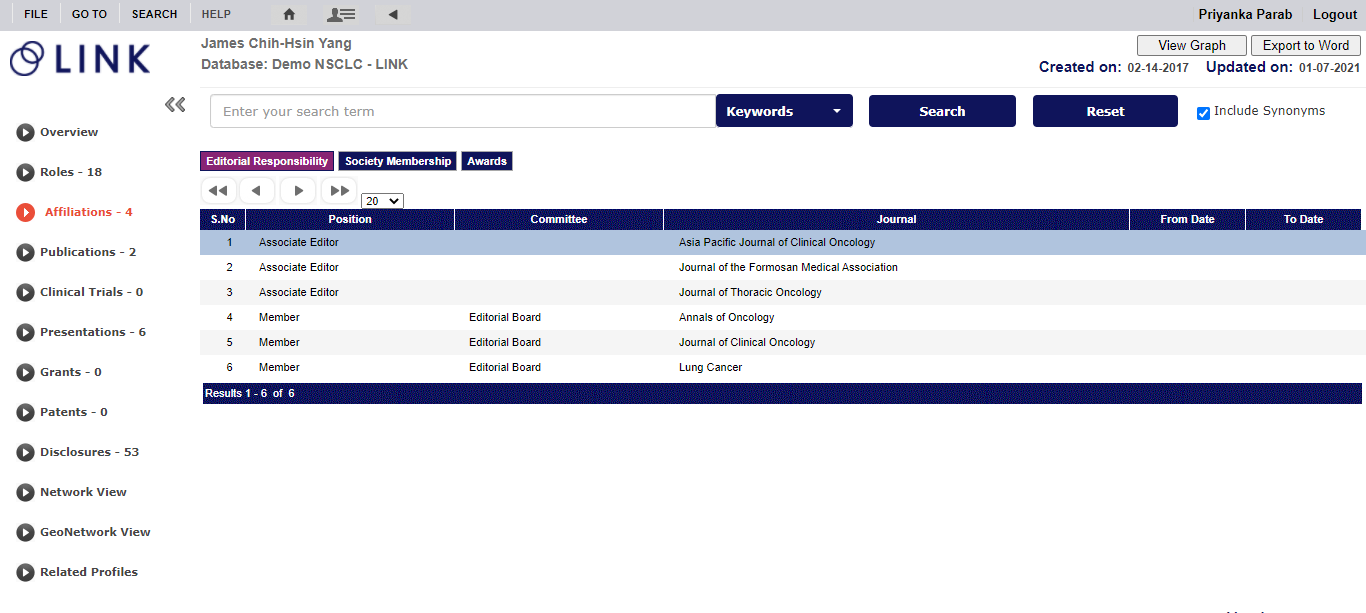 FILE GO TO SEARCH HELP Priyanka Parab Logout
LINK
James Chih-Hsin Yang
Database: Demo NSCLC - LINK
View Graph Export to Word
Created on: 02-14-2017 Updated on: 01-07-2021
Enter your search term Keywords Search Reset Include Synonyms
Overview
Roles - 18
Affiliations - 4
Publications - 2
Clinical Trials - 0
Presentations - 6
Grants - 0
Patents - 0
Disclosures - 53
Network View
GeoNetwork View
Related Profiles
Editorial Responsibility Society Membership Awards
20
S.No Position Committee Journal From Date To Date
1 Associate Editor Asia Pacific Journal of Clinical Oncology
2 Associate Editor Journal of the Formosan Medical Association
3 Associate Editor Journal of Thoracic Oncology
4 Member Editorial Board Annals of Oncology
5 Member Editorial Board Journal of Clinical Oncology
6 Member Editorial Board Lung Cancer
Results 1 - 6 of 6